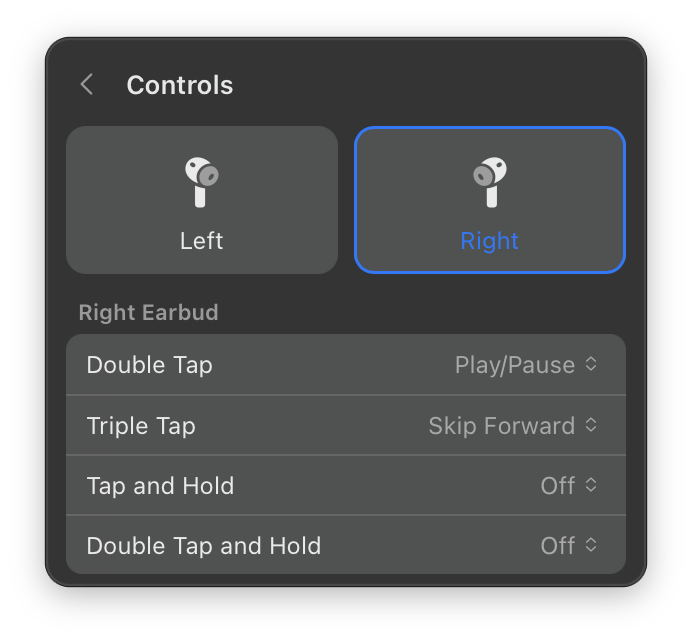 Controls
Left
Right
Right Earbud
Double Tap Play/Pause
Triple Tap Skip Forward
Tap and Hold Off
Double Tap and Hold Off